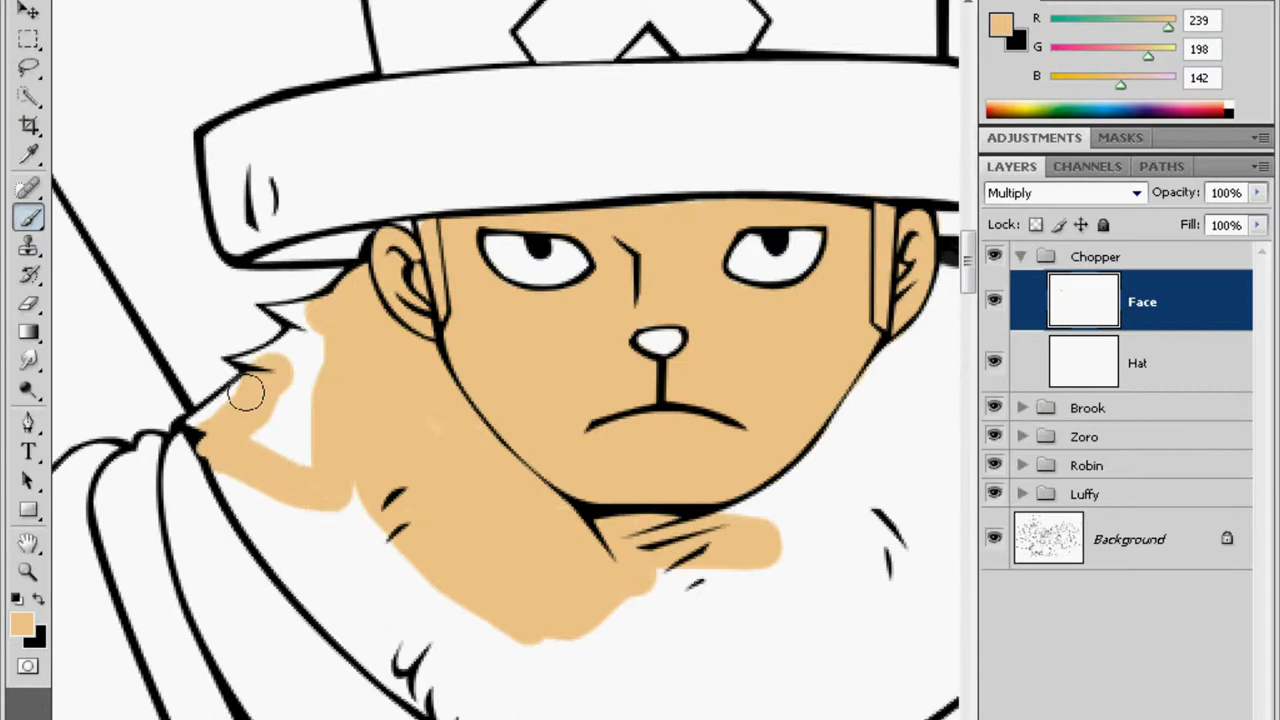 R 239
G 198
B 142
ADJUSTMENTS MASKS
LAYERS CHANNELS PATHS
Multiply Opacity: 100%
Lock: Fill: 100%
Chopper
Face
Hat
Brook
Zoro
Robin
Luffy
Background
T